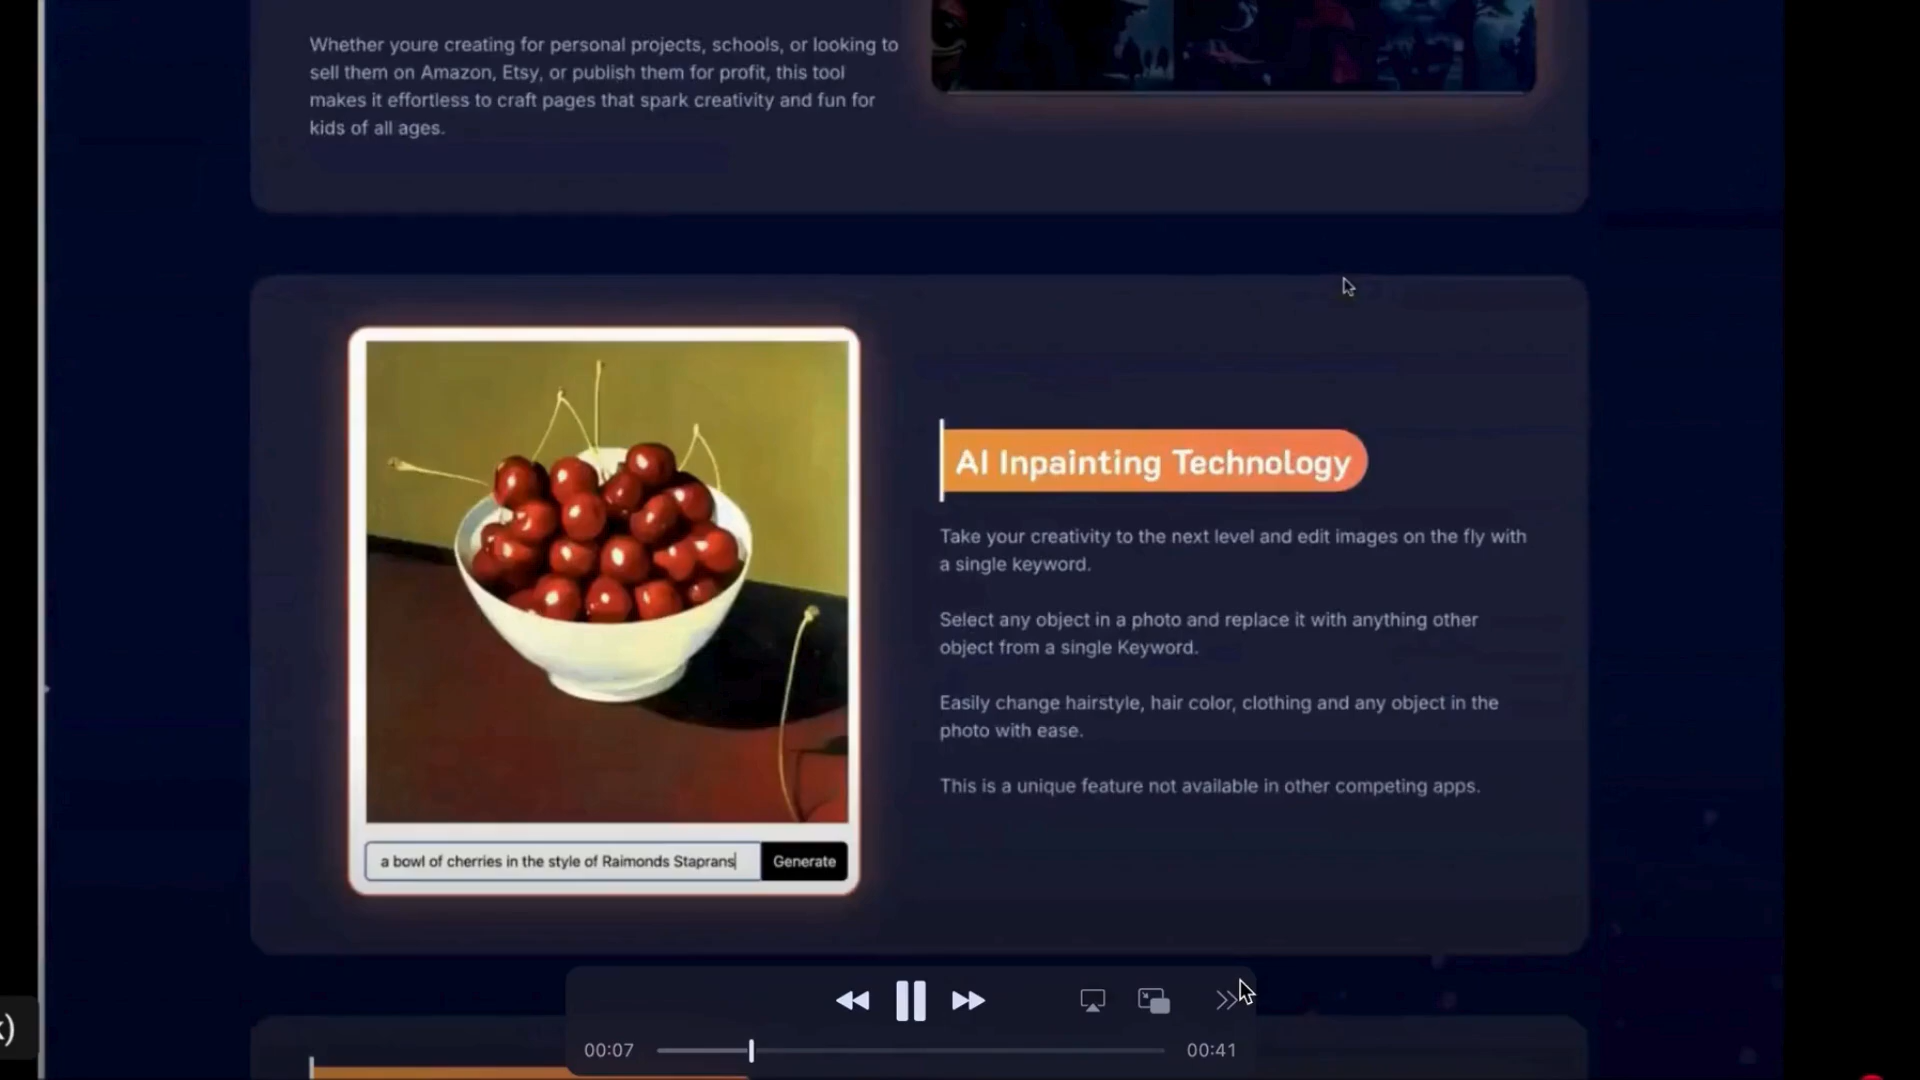 Whether youre creating for personal projects, schools, or looking to
sell them on Amazon, Etsy, or publish them for profit, this tool
makes it effortless to craft pages that spark creativity and fun for
kids of all ages.
AI Inpainting Technology
Take your creativity to the next level and edit images on the fly with
a single keyword.
Select any object in a photo and replace it with anything other
object from a single Keyword.
Easily change hairstyle, hair color, clothing and any object in the
photo with ease.
This is a unique feature not available in other competing apps.
a bowl of cherries in the style of Raimonds Staprans
Generate
00:07
00:41